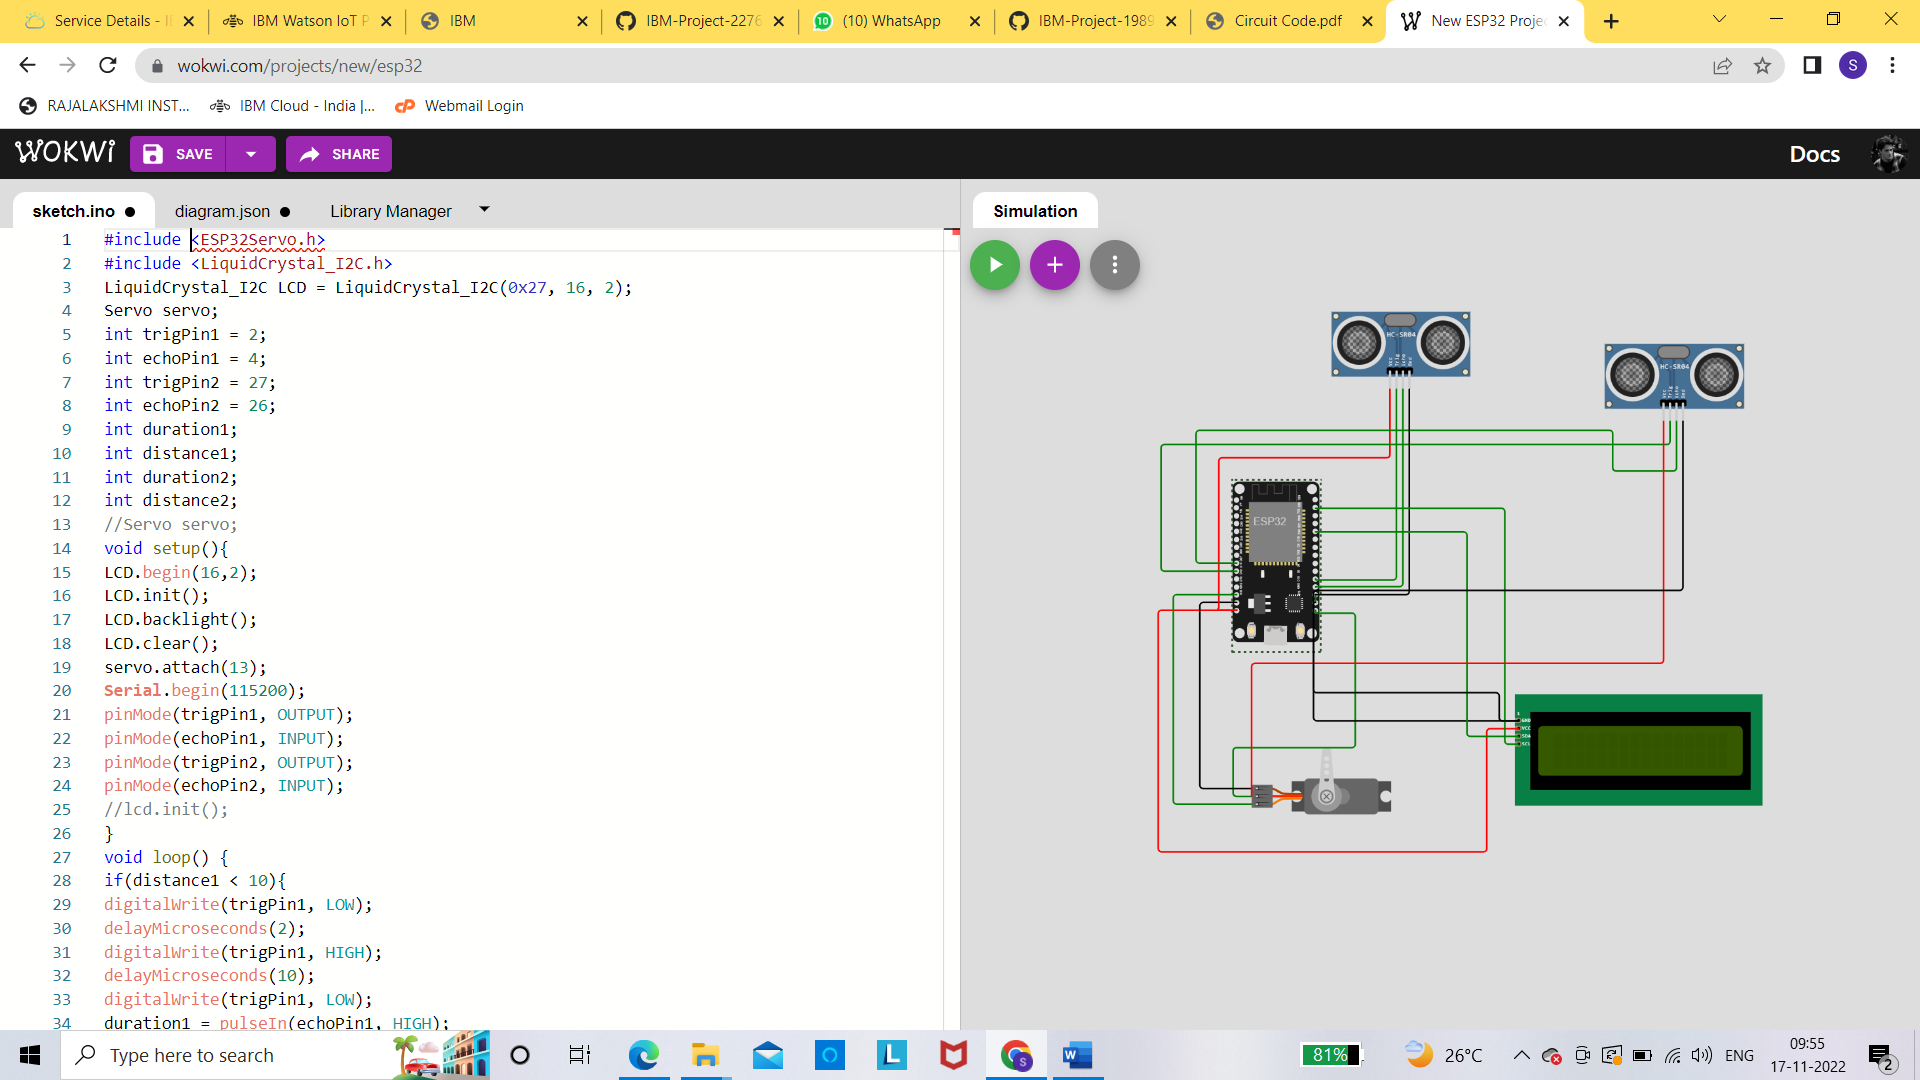 Service Details - IB
IBM Watson IoT P
IBM
IBM-Project-2276
(10) WhatsApp
IBM-Project-1989
Circuit Code.pdf
New ESP32 Proje
wokwi.com/projects/new/esp32
S
RAJALAKSHMI INST...
IBM Cloud - India |...
Webmail Login
WOKWi
SAVE
SHARE
Docs
sketch.ino
diagram.json
Library Manager
Simulation
1 #include <ESP32Servo.h>
2 #include <LiquidCrystal_I2C.h>
3 LiquidCrystal_I2C LCD = LiquidCrystal_I2C(0x27, 16, 2);
4 Servo servo;
5 int trigPin1 = 2;
6 int echoPin1 = 4;
7 int trigPin2 = 27;
8 int echoPin2 = 26;
9 int duration1;
10 int distance1;
11 int duration2;
12 int distance2;
13 //Servo servo;
14 void setup(){
15 LCD.begin(16,2);
16 LCD.init();
17 LCD.backlight();
18 LCD.clear();
19 servo.attach(13);
20 Serial.begin(115200);
21 pinMode(trigPin1, OUTPUT);
22 pinMode(echoPin1, INPUT);
23 pinMode(trigPin2, OUTPUT);
24 pinMode(echoPin2, INPUT);
25 //lcd.init();
26 }
27 void loop() {
28 if(distance1 < 10){
29 digitalWrite(trigPin1, LOW);
30 delayMicroseconds(2);
31 digitalWrite(trigPin1, HIGH);
32 delayMicroseconds(10);
33 digitalWrite(trigPin1, LOW);
34 duration1 = pulseIn(echoPin1, HIGH);
HC-SR04
HC-SR04
ESP32
GND
VCC
SDA
SCL
Type here to search
81%
26°C
ENG
09:55
17-11-2022
2